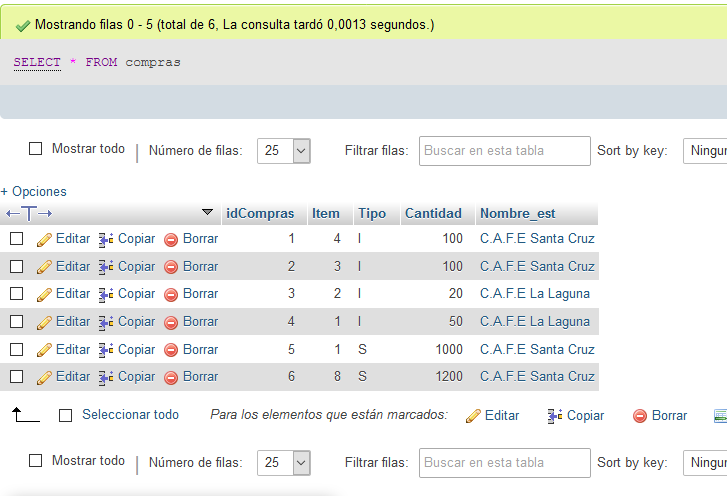 Mostrando filas 0 - 5 (total de 6, La consulta tardó 0,0013 segundos.)
SELECT * FROM compras
Mostrar todo | Número de filas: 25 Filtrar filas: Buscar en esta tabla Sort by key: Ningu
+ Opciones
←T→ idCompras Item Tipo Cantidad Nombre_est
Editar Copiar Borrar 1 4 I 100 C.A.F.E Santa Cruz
Editar Copiar Borrar 2 3 I 100 C.A.F.E Santa Cruz
Editar Copiar Borrar 3 2 I 20 C.A.F.E La Laguna
Editar Copiar Borrar 4 1 I 50 C.A.F.E La Laguna
Editar Copiar Borrar 5 1 S 1000 C.A.F.E Santa Cruz
Editar Copiar Borrar 6 8 S 1200 C.A.F.E Santa Cruz
Seleccionar todo Para los elementos que están marcados: Editar Copiar Borrar
Mostrar todo | Número de filas: 25 Filtrar filas: Buscar en esta tabla Sort by key: Ningu